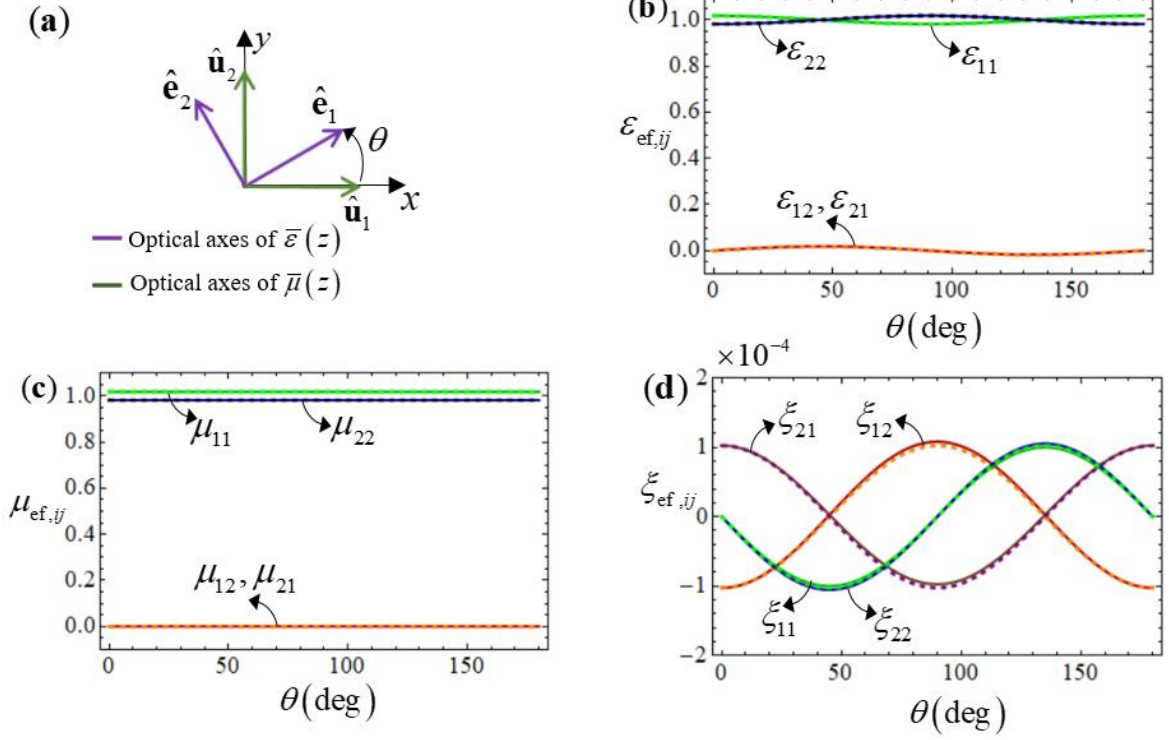 (a)
y
û₂
ê₂
ê₁
θ
x
û₁
Optical axes of ε̄(z)
Optical axes of μ̄(z)
(b)
1.0
0.8
0.6
0.4
0.2
0.0
ε_ef,ij
ε₂₂
ε₁₁
ε₁₂, ε₂₁
0 50 100 150
θ(deg)
(c)
1.0
0.8
0.6
0.4
0.2
0.0
μ_ef,ij
μ₁₁
μ₂₂
μ₁₂, μ₂₁
0 50 100 150
θ(deg)
×10⁻⁴
(d)
2
1
0
−1
−2
ξ_ef,ij
ξ₂₁
ξ₁₂
ξ₁₁
ξ₂₂
0 50 100 150
θ(deg)